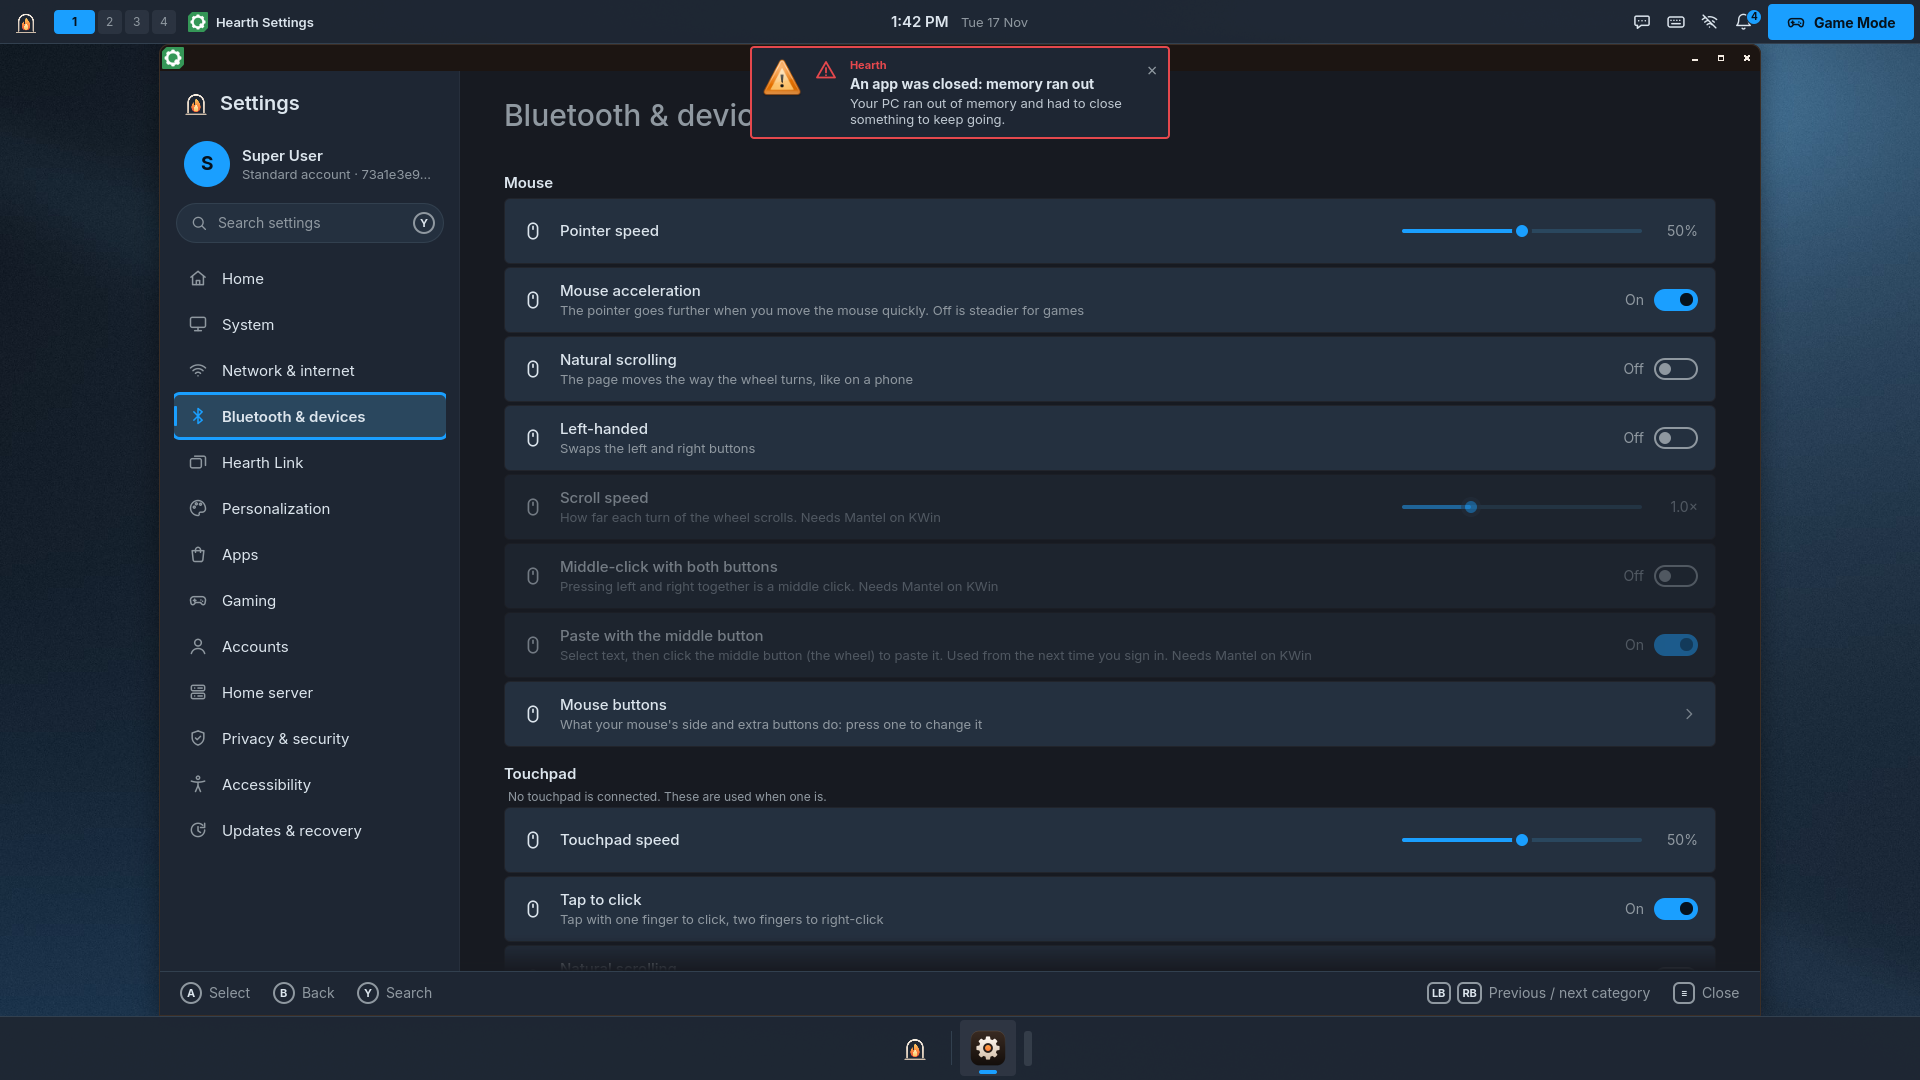 1 2 3 4 Hearth Settings
1:42 PM Tue 17 Nov
4
Game Mode
Hearth
An app was closed: memory ran out
Your PC ran out of memory and had to close
something to keep going.
Settings
S
Super User
Standard account · 73a1e3e9...
Search settings Y
Home
System
Network & internet
Bluetooth & devices
Hearth Link
Personalization
Apps
Gaming
Accounts
Home server
Privacy & security
Accessibility
Updates & recovery
Bluetooth & devic
Mouse
Pointer speed
50%
Mouse acceleration
The pointer goes further when you move the mouse quickly. Off is steadier for games
On
Natural scrolling
The page moves the way the wheel turns, like on a phone
Off
Left-handed
Swaps the left and right buttons
Off
Scroll speed
How far each turn of the wheel scrolls. Needs Mantel on KWin
1.0×
Middle-click with both buttons
Pressing left and right together is a middle click. Needs Mantel on KWin
Off
Paste with the middle button
Select text, then click the middle button (the wheel) to paste it. Used from the next time you sign in. Needs Mantel on KWin
On
Mouse buttons
What your mouse's side and extra buttons do: press one to change it
Touchpad
No touchpad is connected. These are used when one is.
Touchpad speed
50%
Tap to click
Tap with one finger to click, two fingers to right-click
On
Natural scrolling
A Select B Back Y Search
LB RB Previous / next category Close